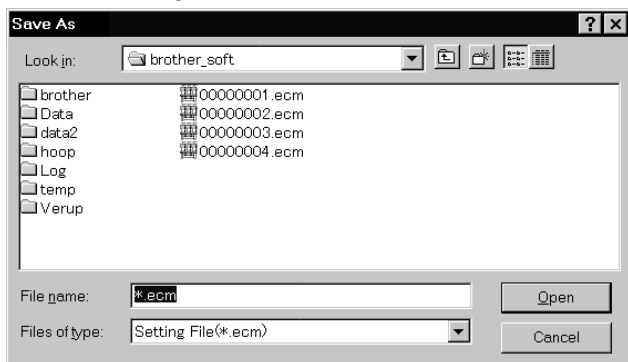 Save As
Look in: brother_soft
brother 00000001.ecm
Data 00000002.ecm
data2 00000003.ecm
hoop 00000004.ecm
Log
temp
Verup
File name: *.ecm Open
Files of type: Setting File(*.ecm) Cancel